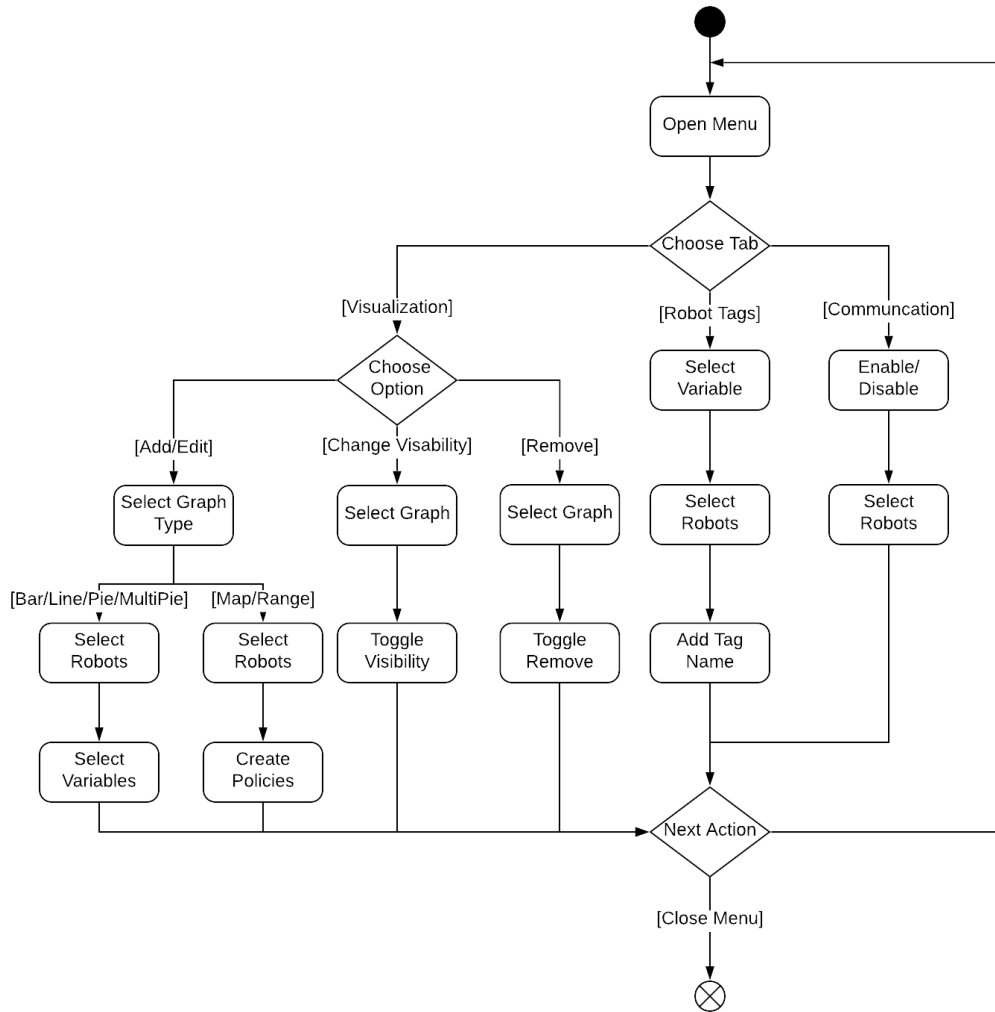 Open Menu
Choose Tab
[Visualization]
[Robot Tags]
[Communcation]
Choose
Option
Select
Variable
Enable/
Disable
[Add/Edit]
[Change Visability]
[Remove]
Select Graph
Type
Select Graph
Select Graph
Select
Robots
Select
Robots
[Bar/Line/Pie/MultiPie]
[Map/Range]
Select
Robots
Select
Robots
Toggle
Visibility
Toggle
Remove
Add Tag
Name
Select
Variables
Create
Policies
Next Action
[Close Menu]